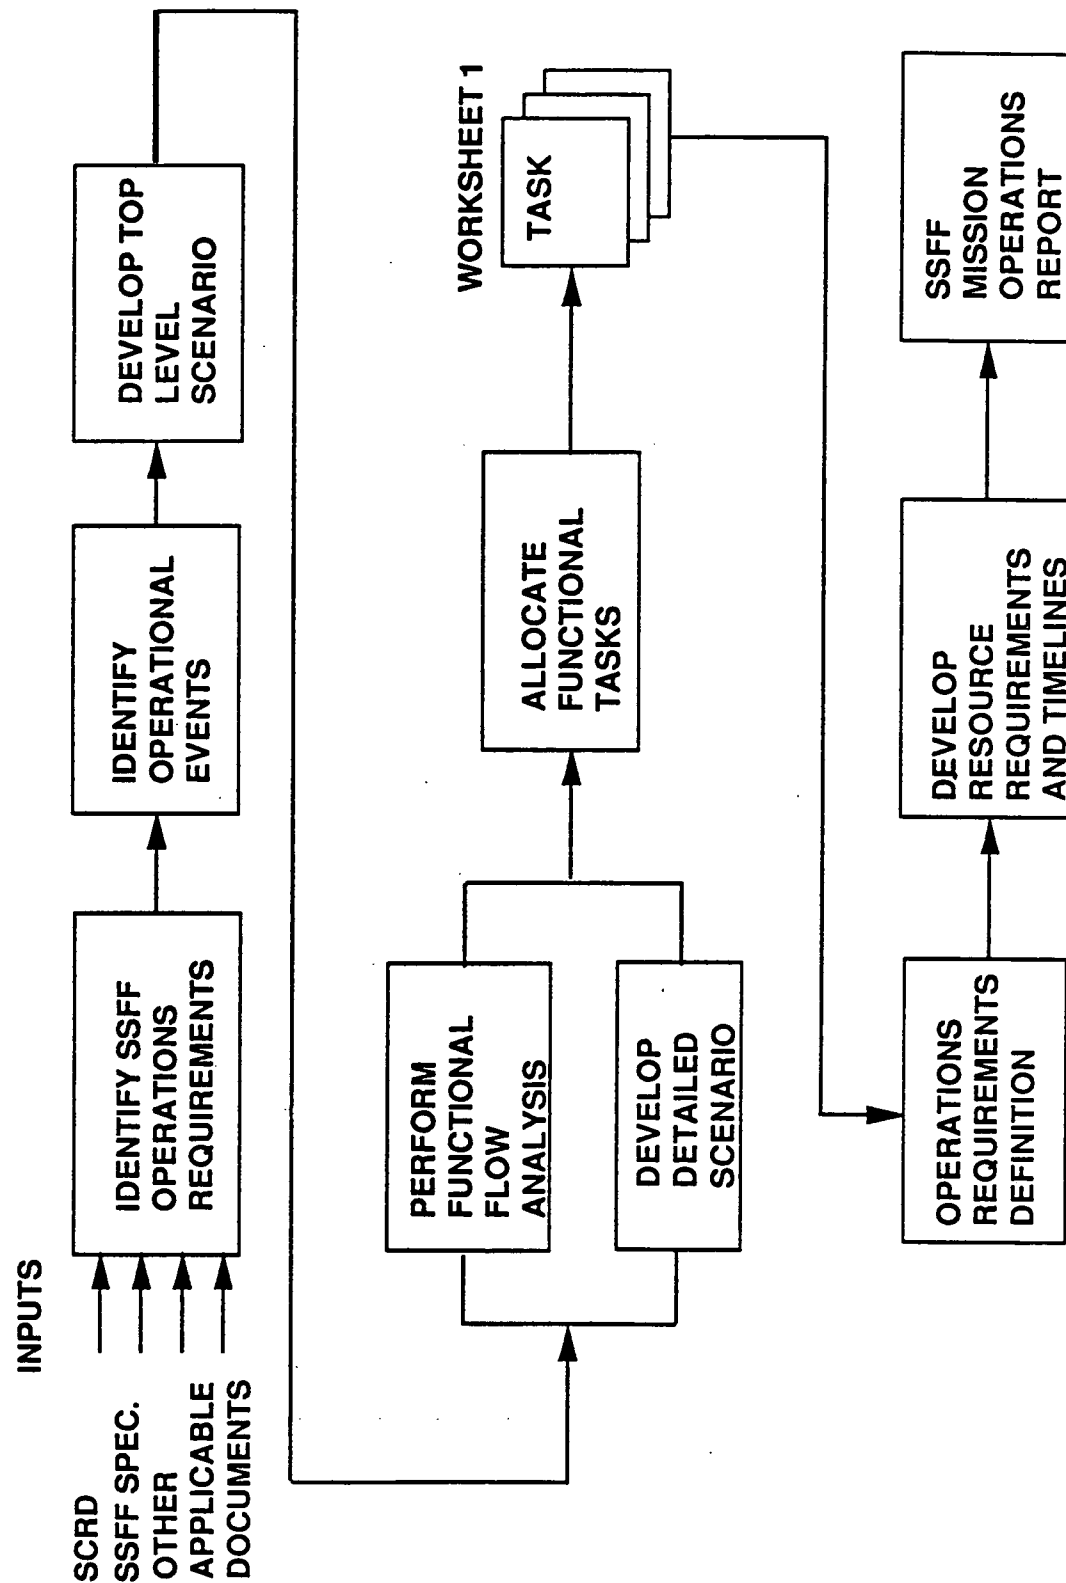 INPUTS
SCRD
SSFF SPEC.
OTHER
APPLICABLE
DOCUMENTS
IDENTIFY SSFF
OPERATIONS
REQUIREMENTS
IDENTIFY
OPERATIONAL
EVENTS
DEVELOP TOP
LEVEL
SCENARIO
PERFORM
FUNCTIONAL
FLOW
ANALYSIS
DEVELOP
DETAILED
SCENARIO
ALLOCATE
FUNCTIONAL
TASKS
WORKSHEET 1
TASK
OPERATIONS
REQUIREMENTS
DEFINITION
DEVELOP
RESOURCE
REQUIREMENTS
AND TIMELINES
SSFF
MISSION
OPERATIONS
REPORT